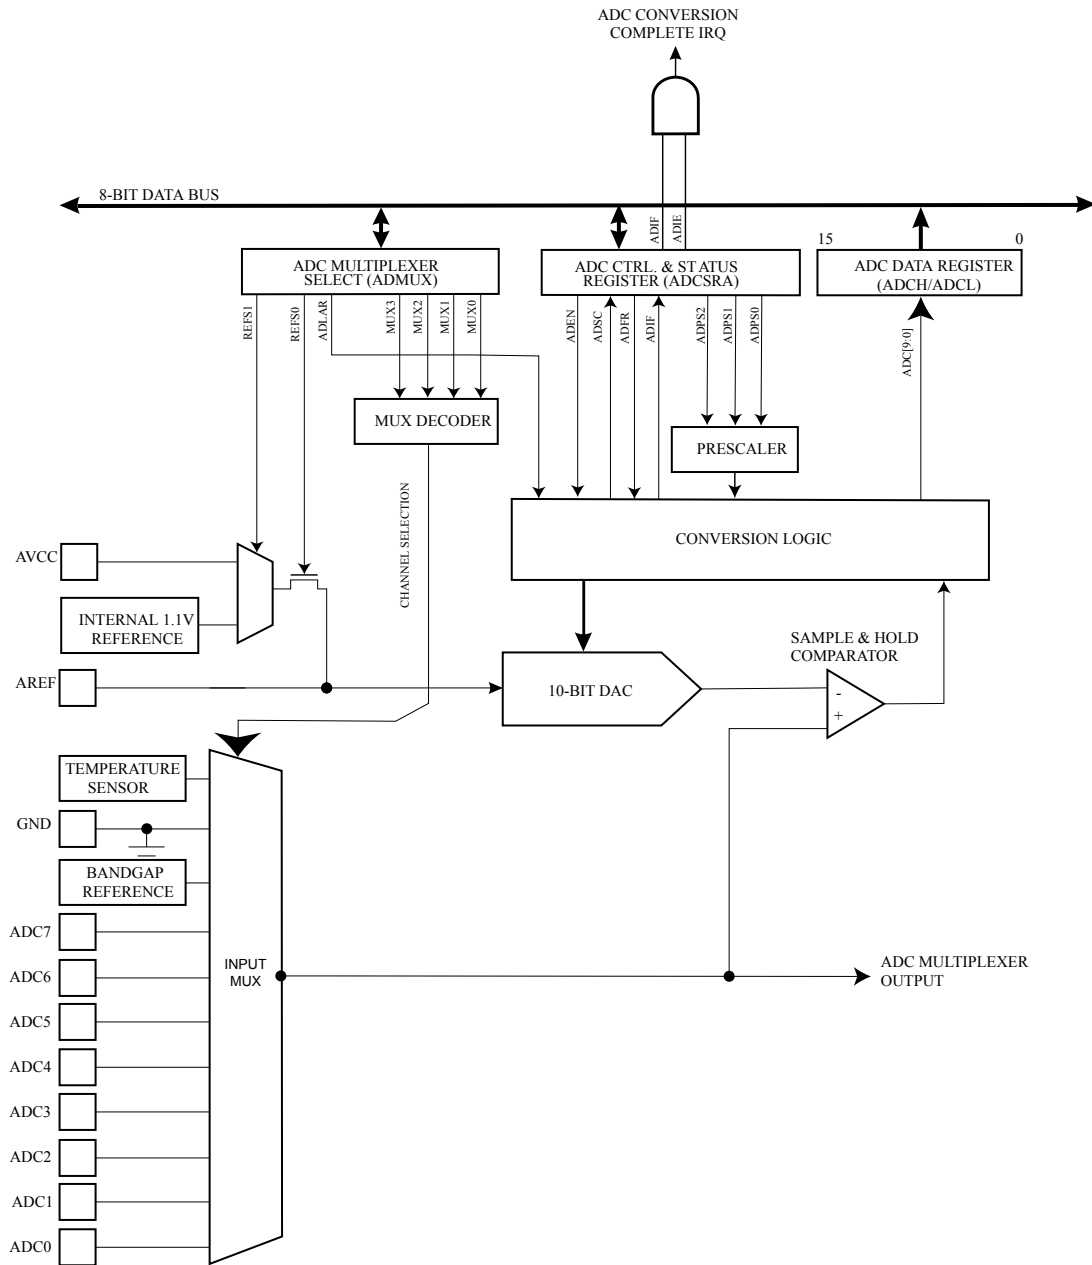 ADC CONVERSION
COMPLETE IRQ
8-BIT DATA BUS
ADIF
ADIE
15
0
ADC MULTIPLEXER
SELECT (ADMUX)
ADC CTRL. & STATUS
REGISTER (ADCSRA)
ADC DATA REGISTER
(ADCH/ADCL)
REFS1
REFS0
ADLAR
MUX3
MUX2
MUX1
MUX0
ADEN
ADSC
ADFR
ADIF
ADPS2
ADPS1
ADPS0
ADC[9:0]
MUX DECODER
PRESCALER
CHANNEL SELECTION
CONVERSION LOGIC
AVCC
INTERNAL 1.1V
REFERENCE
SAMPLE & HOLD
COMPARATOR
AREF
10-BIT DAC
-
+
TEMPERATURE
SENSOR
GND
BANDGAP
REFERENCE
ADC7
ADC6
ADC5
ADC4
ADC3
ADC2
ADC1
ADC0
INPUT
MUX
ADC MULTIPLEXER
OUTPUT